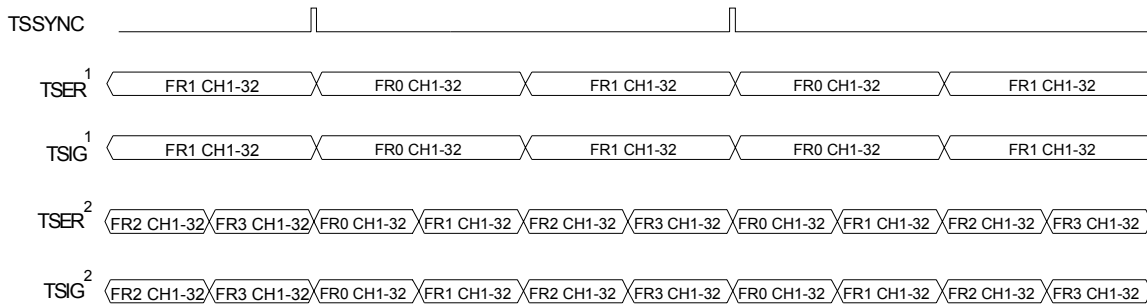 TSSYNC
TSER1 FR1 CH1-32 FR0 CH1-32 FR1 CH1-32 FR0 CH1-32 FR1 CH1-32
TSIG1 FR1 CH1-32 FR0 CH1-32 FR1 CH1-32 FR0 CH1-32 FR1 CH1-32
TSER2 FR2 CH1-32 FR3 CH1-32 FR0 CH1-32 FR1 CH1-32 FR2 CH1-32 FR3 CH1-32 FR0 CH1-32 FR1 CH1-32 FR2 CH1-32 FR3 CH1-32
TSIG2 FR2 CH1-32 FR3 CH1-32 FR0 CH1-32 FR1 CH1-32 FR2 CH1-32 FR3 CH1-32 FR0 CH1-32 FR1 CH1-32 FR2 CH1-32 FR3 CH1-32